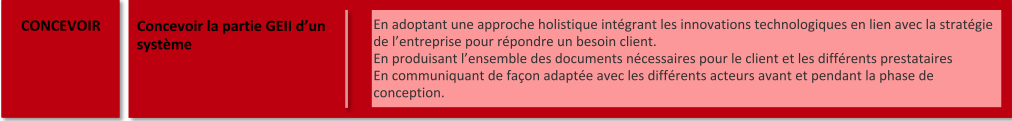 CONCEVOIR
Concevoir la partie GEII d'un
système
En adoptant une approche holistique intégrant les innovations technologiques en lien avec la stratégie
de l'entreprise pour répondre un besoin client.
En produisant l'ensemble des documents nécessaires pour le client et les différents prestataires
En communiquant de façon adaptée avec les différents acteurs avant et pendant la phase de
conception.